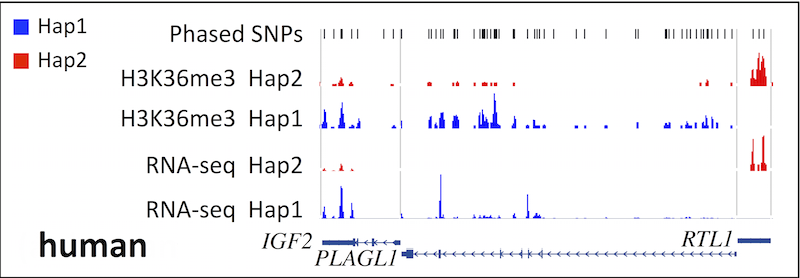 Hap1
Hap2
Phased SNPs
H3K36me3 Hap2
H3K36me3 Hap1
RNA-seq Hap2
RNA-seq Hap1
human
IGF2
PLAGL1
RTL1